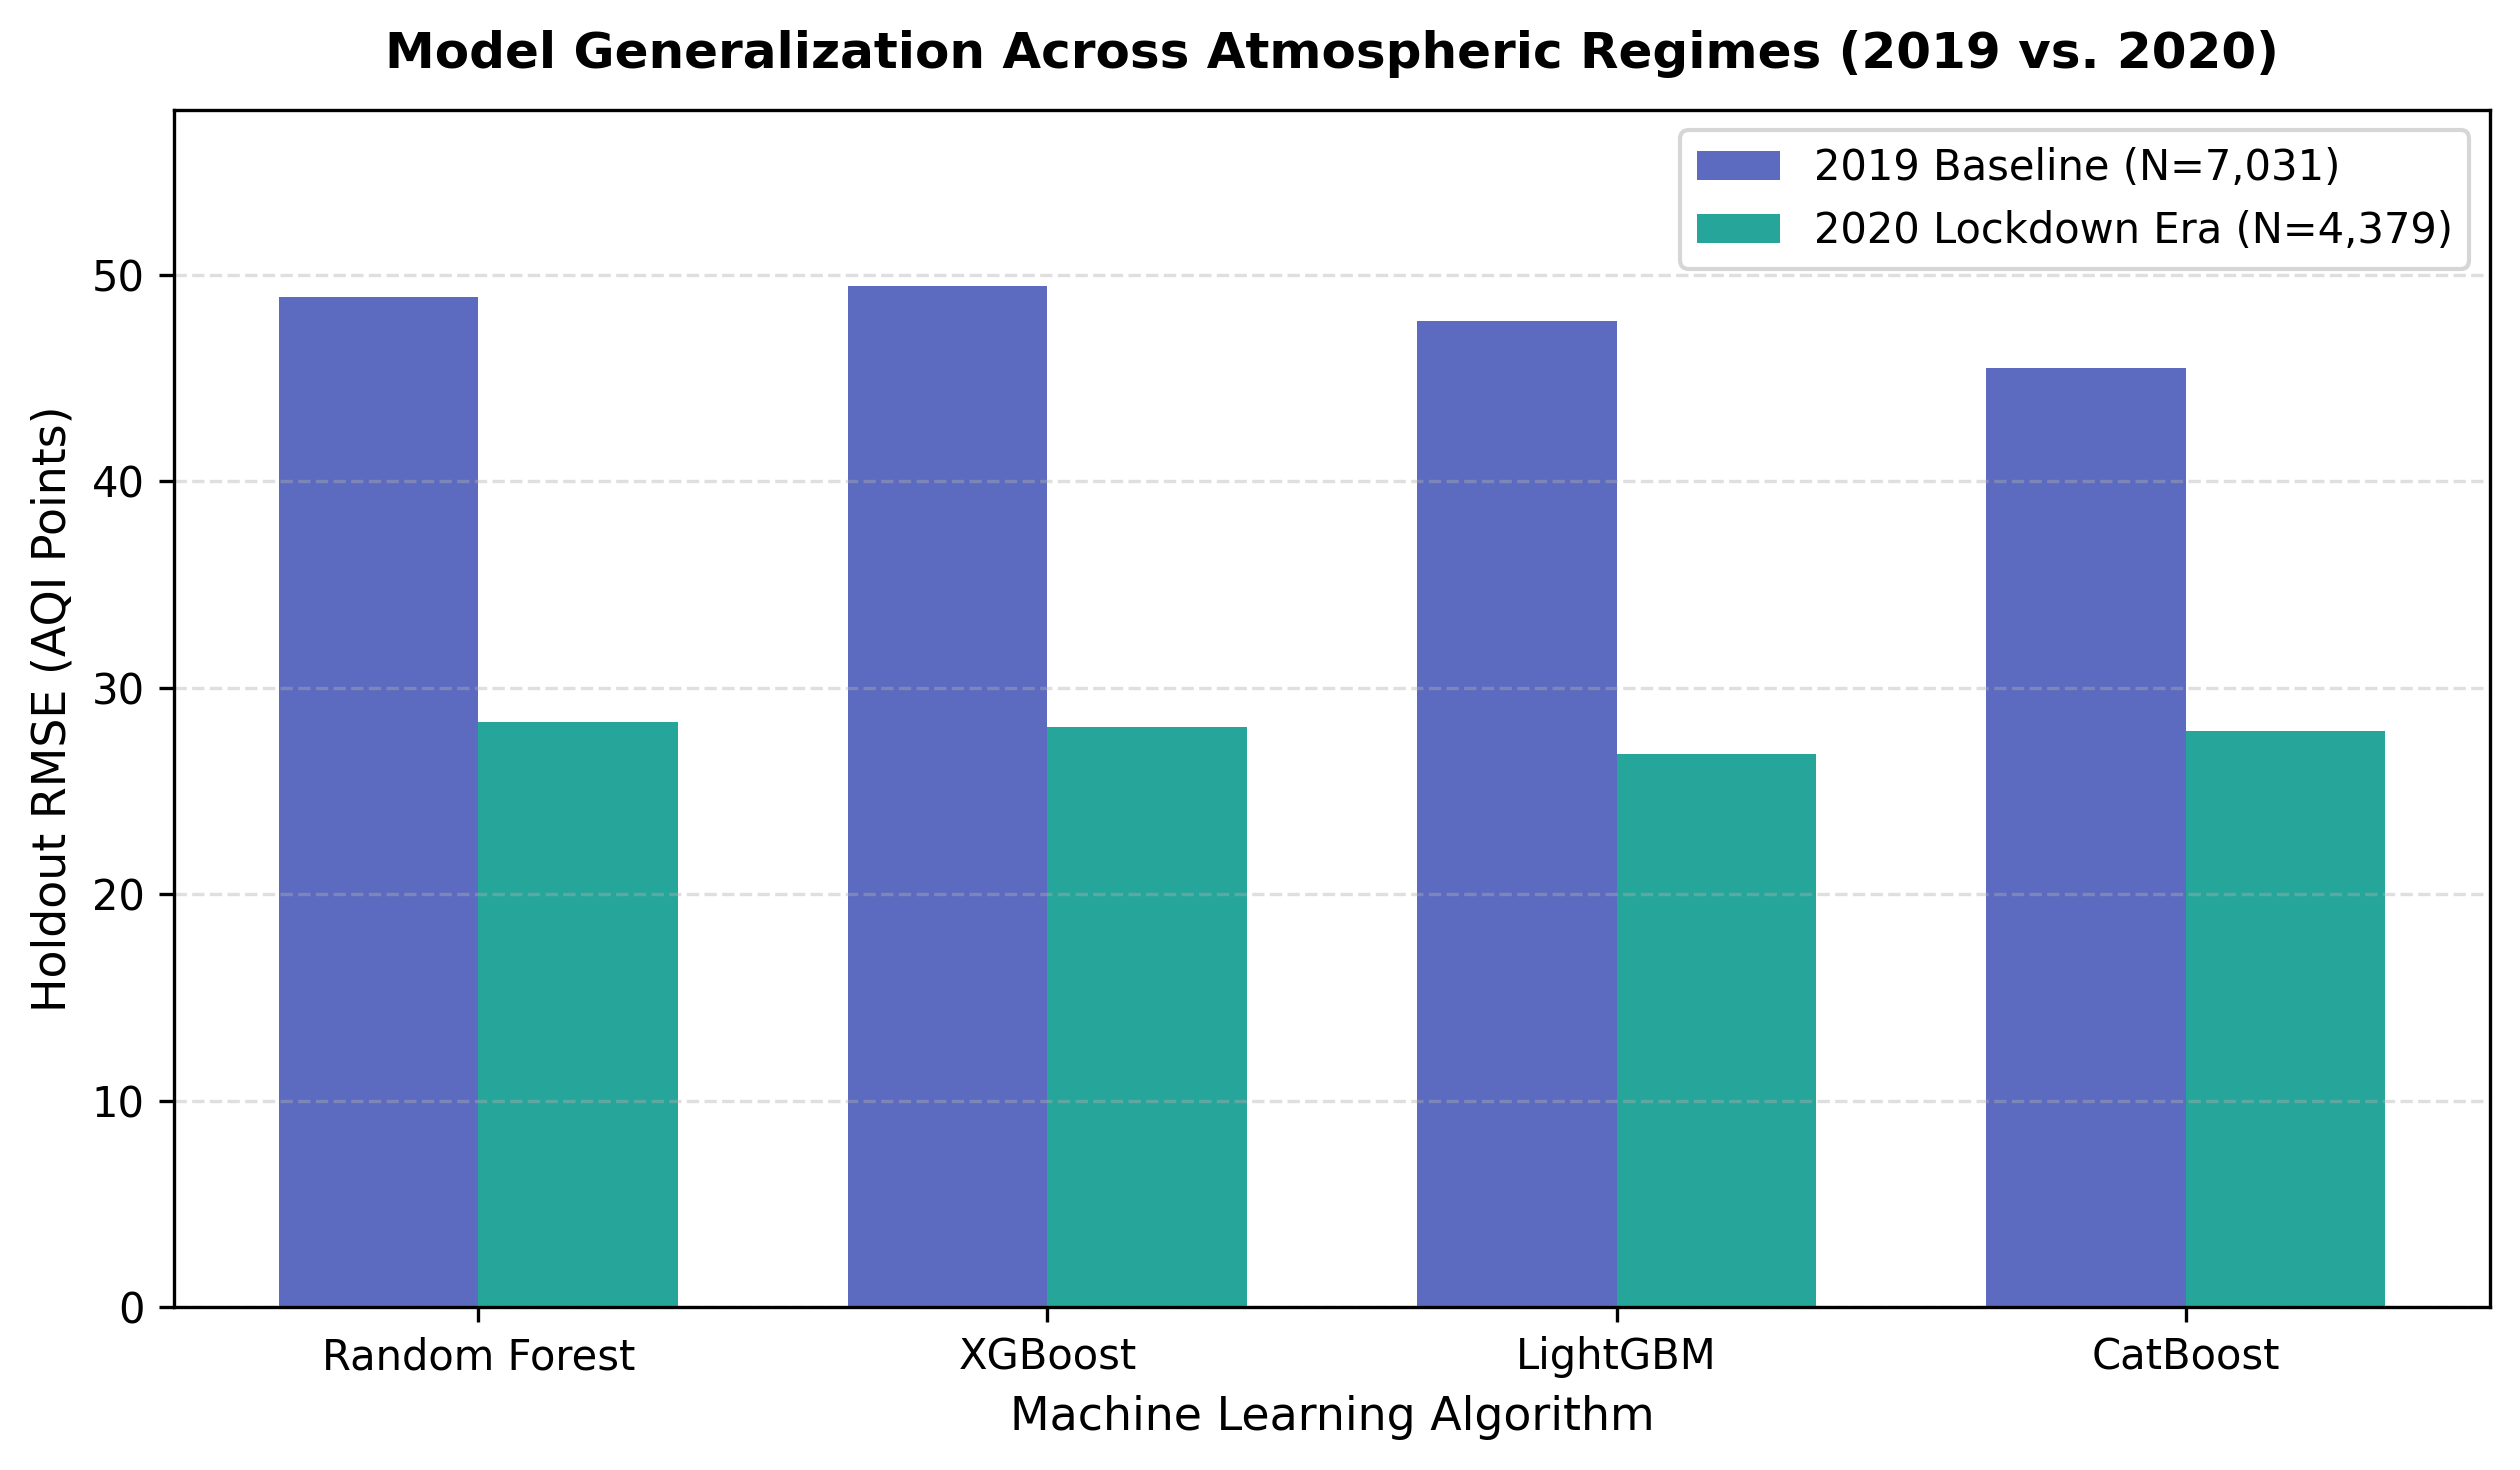 Model Generalization Across Atmospheric Regimes (2019 vs. 2020)
2019 Baseline (N=7,031)
2020 Lockdown Era (N=4,379)
Holdout RMSE (AQI Points)
50
40
30
20
10
0
Random Forest
XGBoost
LightGBM
CatBoost
Machine Learning Algorithm